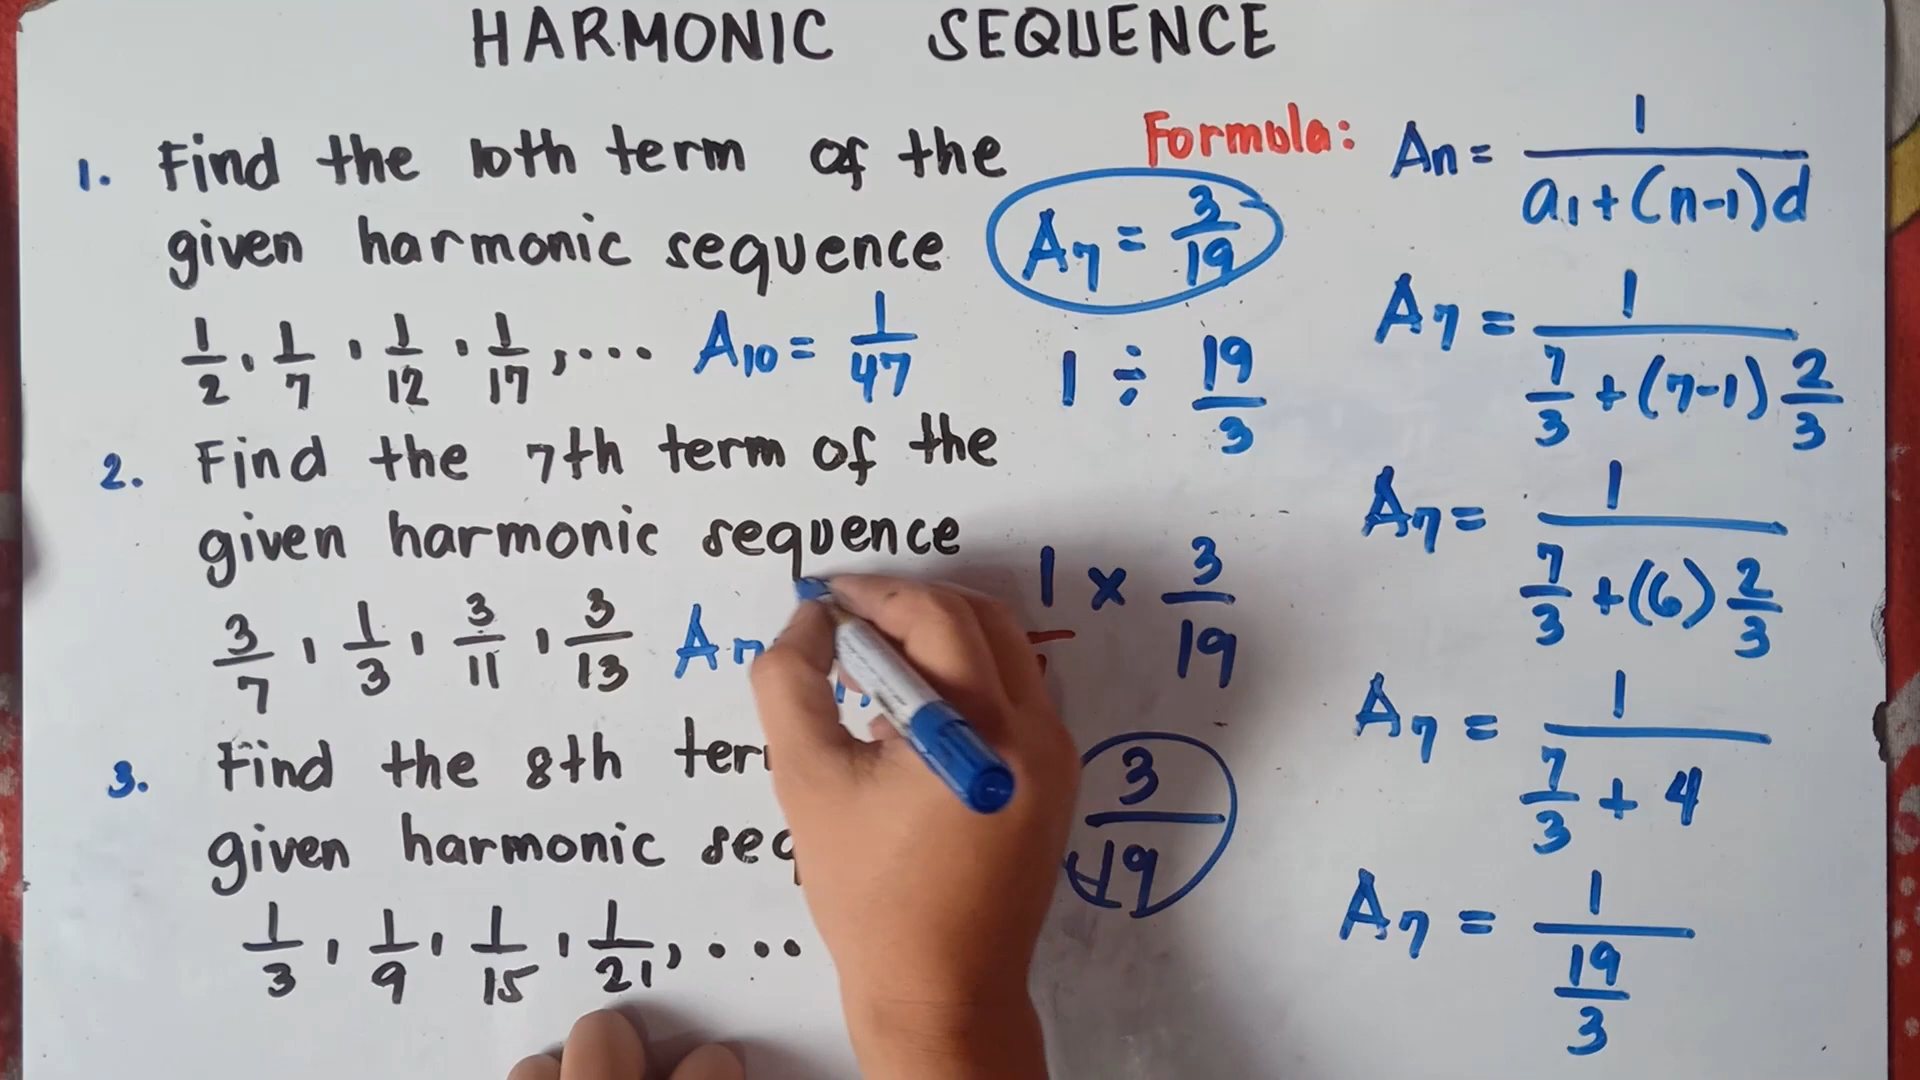 HARMONIC SEQUENCE
1. Find the 10th term of the
given harmonic sequence
1/2, 1/7, 1/12, 1/17, ... A10 = 1/47
2. Find the 7th term of the
given harmonic sequence
3/7, 1/3, 3/11, 3/13 A7
3. Find the 8th
given harmonic
1/3, 1/9, 1/15, 1/21, ...
Formula: An = 1/(a1+(n-1)d)
A7 = 3/19
1 ÷ 19/3
1 × 3/19
3/19
A7 = 1/(7/3+(7-1)2/3)
A7 = 1/(7/3+(6)2/3)
A7 = 1/(7/3+4)
A7 = 1/(19/3)